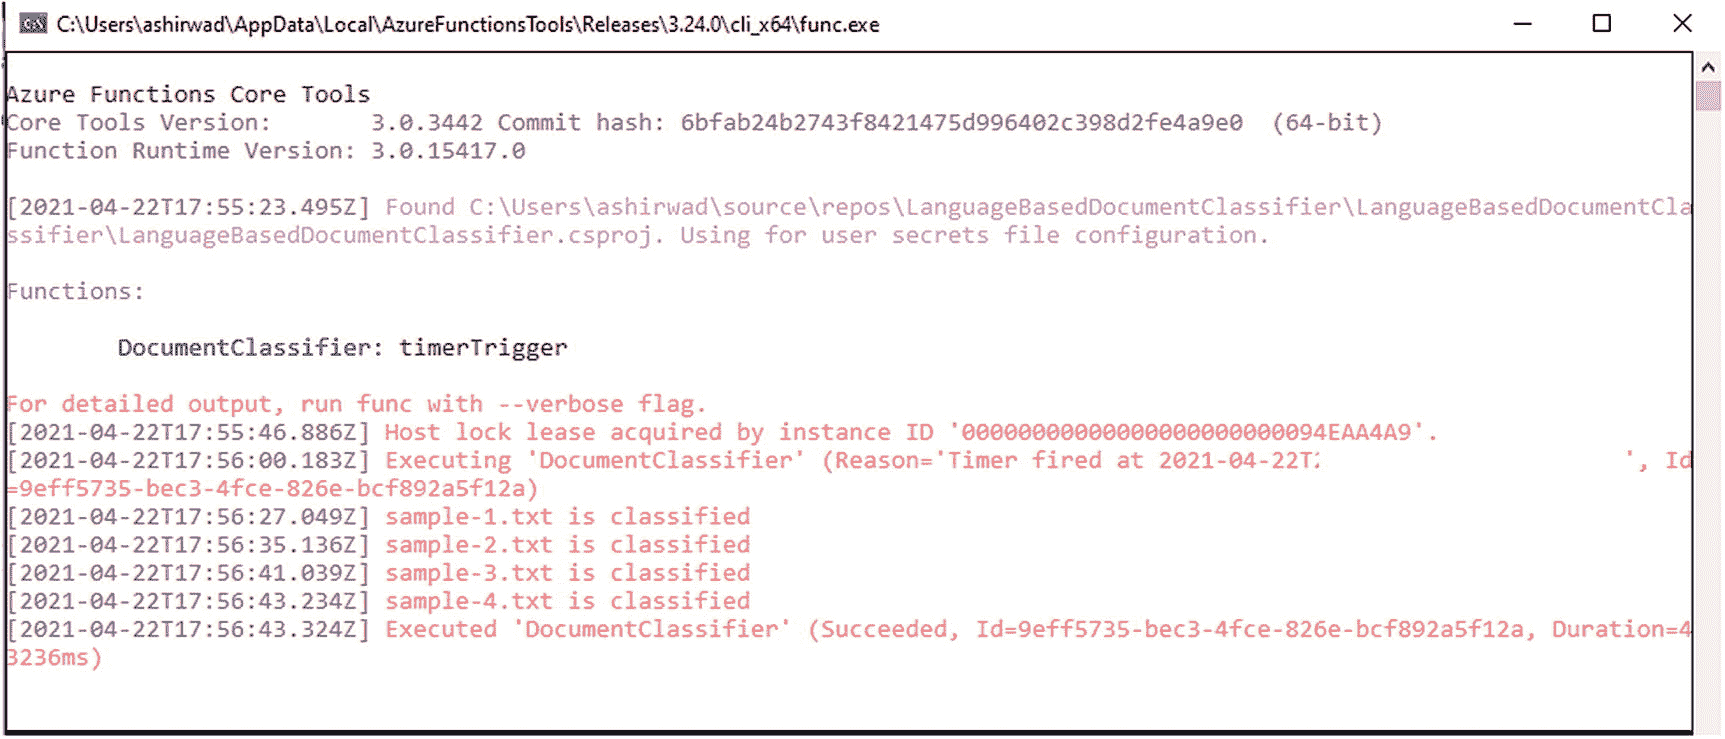 C:\Users\ashirwad\AppData\Local\AzureFunctionsTools\Releases\3.24.0\cli_x64\func.exe
Azure Functions Core Tools
Core Tools Version:       3.0.3442 Commit hash: 6bfab24b2743f8421475d996402c398d2fe4a9e0  (64-bit)
Function Runtime Version: 3.0.15417.0
[2021-04-22T17:55:23.495Z] Found C:\Users\ashirwad\source\repos\LanguageBasedDocumentClassifier\LanguageBasedDocumentCla
ssifier\LanguageBasedDocumentClassifier.csproj. Using for user secrets file configuration.
Functions:
DocumentClassifier: timerTrigger
For detailed output, run func with --verbose flag.
[2021-04-22T17:55:46.886Z] Host lock lease acquired by instance ID '00000000000000000000000094EAA4A9'.
[2021-04-22T17:56:00.183Z] Executing 'DocumentClassifier' (Reason='Timer fired at 2021-04-22T ', Id
=9eff5735-bec3-4fce-826e-bcf892a5f12a)
[2021-04-22T17:56:27.049Z] sample-1.txt is classified
[2021-04-22T17:56:35.136Z] sample-2.txt is classified
[2021-04-22T17:56:41.039Z] sample-3.txt is classified
[2021-04-22T17:56:43.234Z] sample-4.txt is classified
[2021-04-22T17:56:43.324Z] Executed 'DocumentClassifier' (Succeeded, Id=9eff5735-bec3-4fce-826e-bcf892a5f12a, Duration=4
3236ms)